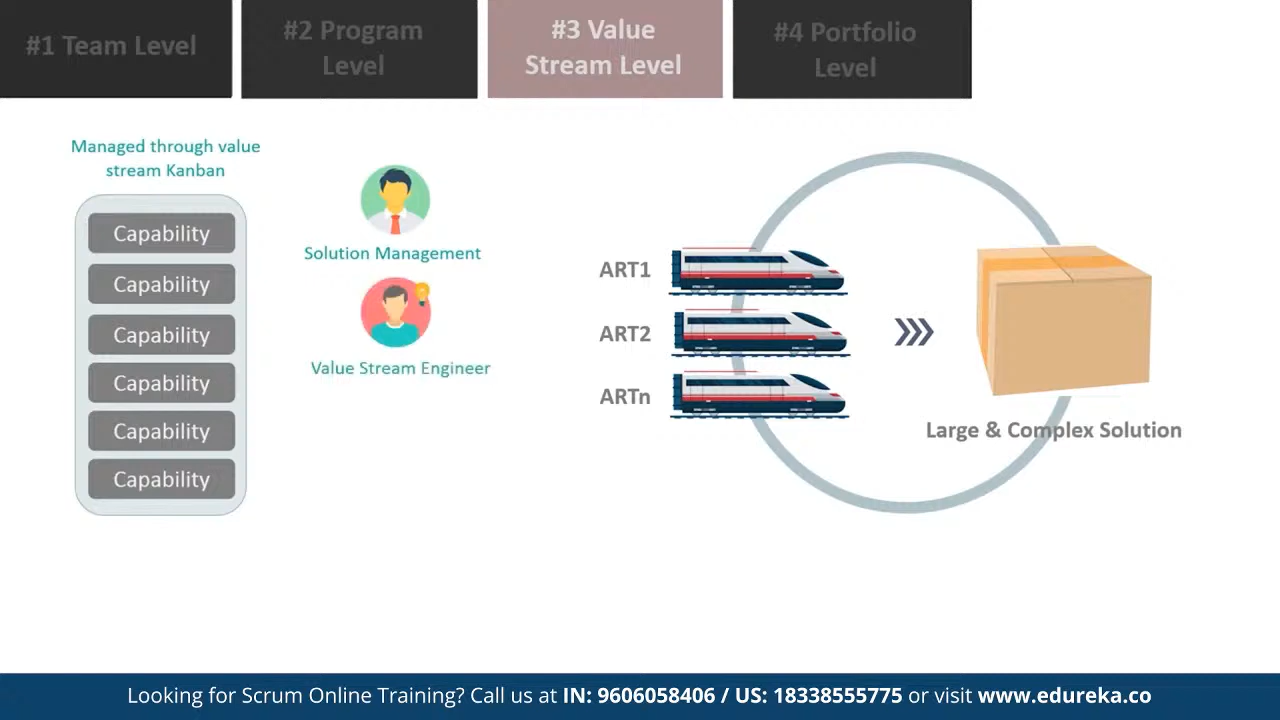 #1 Team Level
#2 Program
Level
#3 Value
Stream Level
#4 Portfolio
Level
Managed through value
stream Kanban
Capability
Capability
Capability
Capability
Capability
Capability
Solution Management
Value Stream Engineer
ART1
ART2
ARTn
Large & Complex Solution
Looking for Scrum Online Training? Call us at IN: 9606058406 / US: 18338555775 or visit www.edureka.co